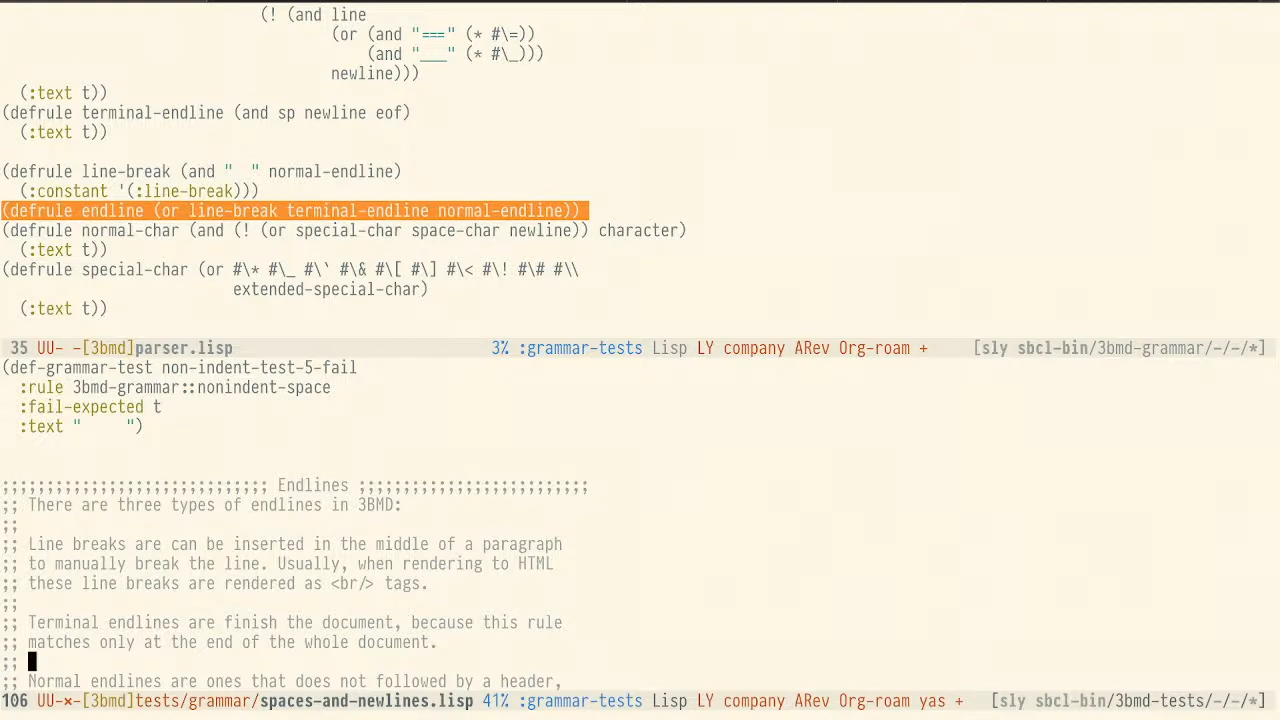 (! (and line
(or (and "===" (* #\=))
(and "___" (* #\_)))
newline)))
(:text t))
(defrule terminal-endline (and sp newline eof)
(:text t))
(defrule line-break (and "  " normal-endline)
(:constant '(:line-break)))
(defrule endline (or line-break terminal-endline normal-endline))
(defrule normal-char (and (! (or special-char space-char newline)) character)
(:text t))
(defrule special-char (or #\* #\_ #\` #\& #\[ #\] #\< #\! #\# #\\
extended-special-char)
(:text t))
35 UU- -[3bmd]parser.lisp 3% :grammar-tests Lisp LY company ARev Org-roam + [sly sbcl-bin/3bmd-grammar/-/-/*]
(def-grammar-test non-indent-test-5-fail
:rule 3bmd-grammar::nonindent-space
:fail-expected t
:text "     ")
;;;;;;;;;;;;;;;;;;;;;;;;;;;;;; Endlines ;;;;;;;;;;;;;;;;;;;;;;;;;;
;; There are three types of endlines in 3BMD:
;;
;; Line breaks are can be inserted in the middle of a paragraph
;; to manually break the line. Usually, when rendering to HTML
;; these line breaks are rendered as <br/> tags.
;;
;; Terminal endlines are finish the document, because this rule
;; matches only at the end of the whole document.
;;
;; Normal endlines are ones that does not followed by a header,
106 UU-×-[3bmd]tests/grammar/spaces-and-newlines.lisp 41% :grammar-tests Lisp LY company ARev Org-roam yas + [sly sbcl-bin/3bmd-tests/-/-/*]